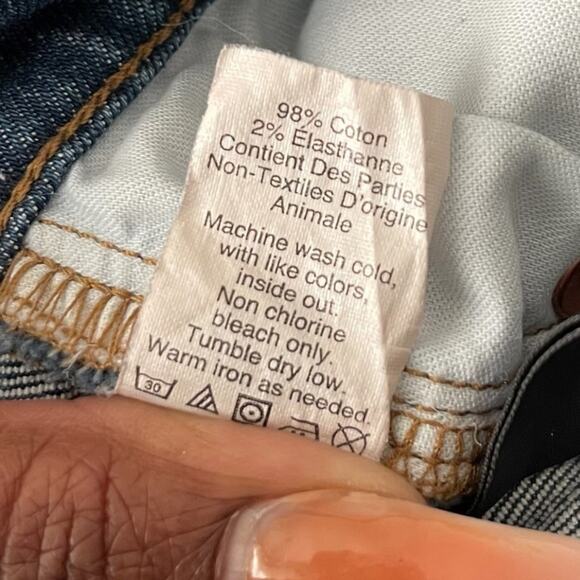 98% Coton
2% Elasthanne
Contient Des Parties
Non-Textiles D'origine
Animale
Machine wash cold,
with like colors,
inside out.
Non chlorine
bleach only.
Tumble dry low.
Warm iron as needed.
30